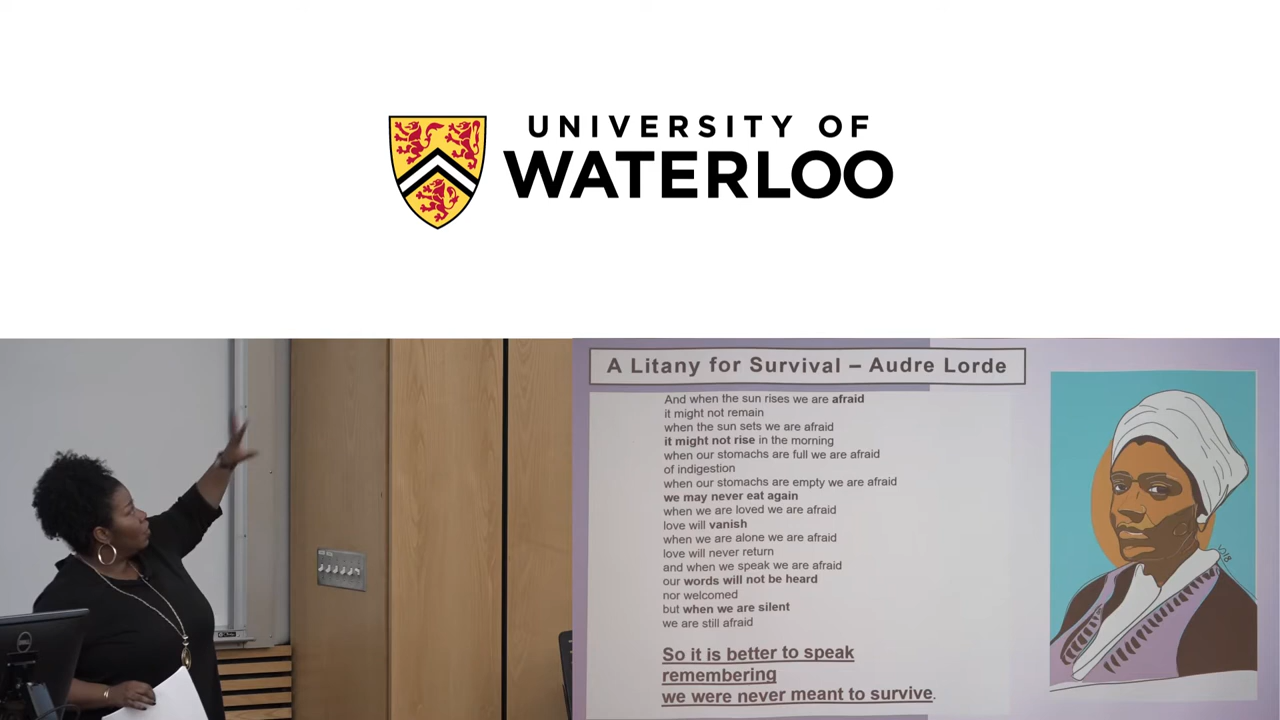 UNIVERSITY OF
WATERLOO
A Litany for Survival – Audre Lorde
And when the sun rises we are afraid
it might not remain
when the sun sets we are afraid
it might not rise in the morning
when our stomachs are full we are afraid
of indigestion
when our stomachs are empty we are afraid
we may never eat again
when we are loved we are afraid
love will vanish
when we are alone we are afraid
love will never return
and when we speak we are afraid
our words will not be heard
nor welcomed
but when we are silent
we are still afraid
So it is better to speak
remembering
we were never meant to survive.
DELL